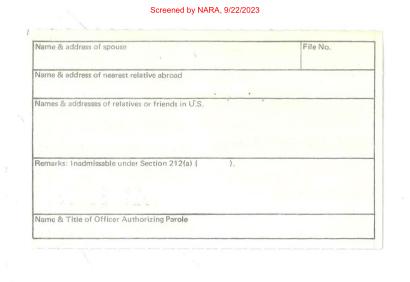 Screened by NARA, 9/22/2023
Name & address of spouse
File No.
Name & address of nearest relative abroad
Names & addresses of relatives or friends in U.S.
Remarks: Inadmissable under Section 212(a) ( ).
Name & Title of Officer Authorizing Parole